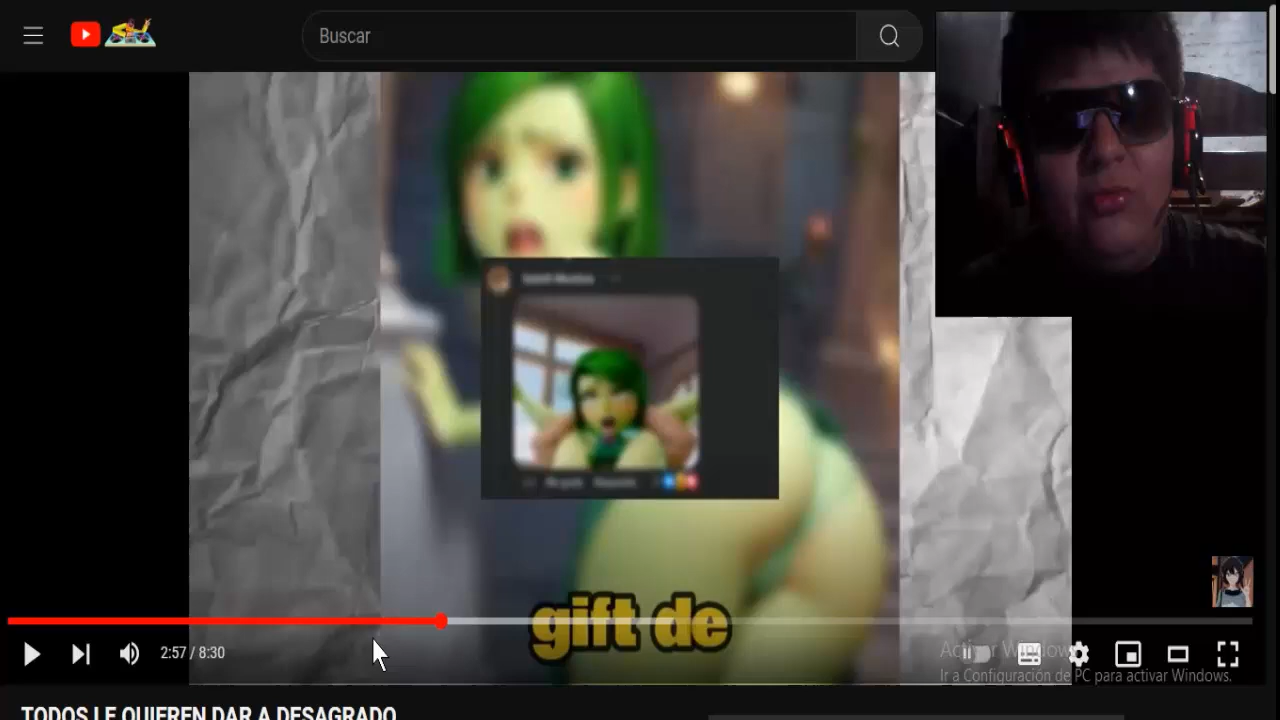 Buscar
gift de
2:57 / 8:30
Ir a Configuración de PC para activar Windows.
TODOS LE QUIEREN DAR A DESAGRADO